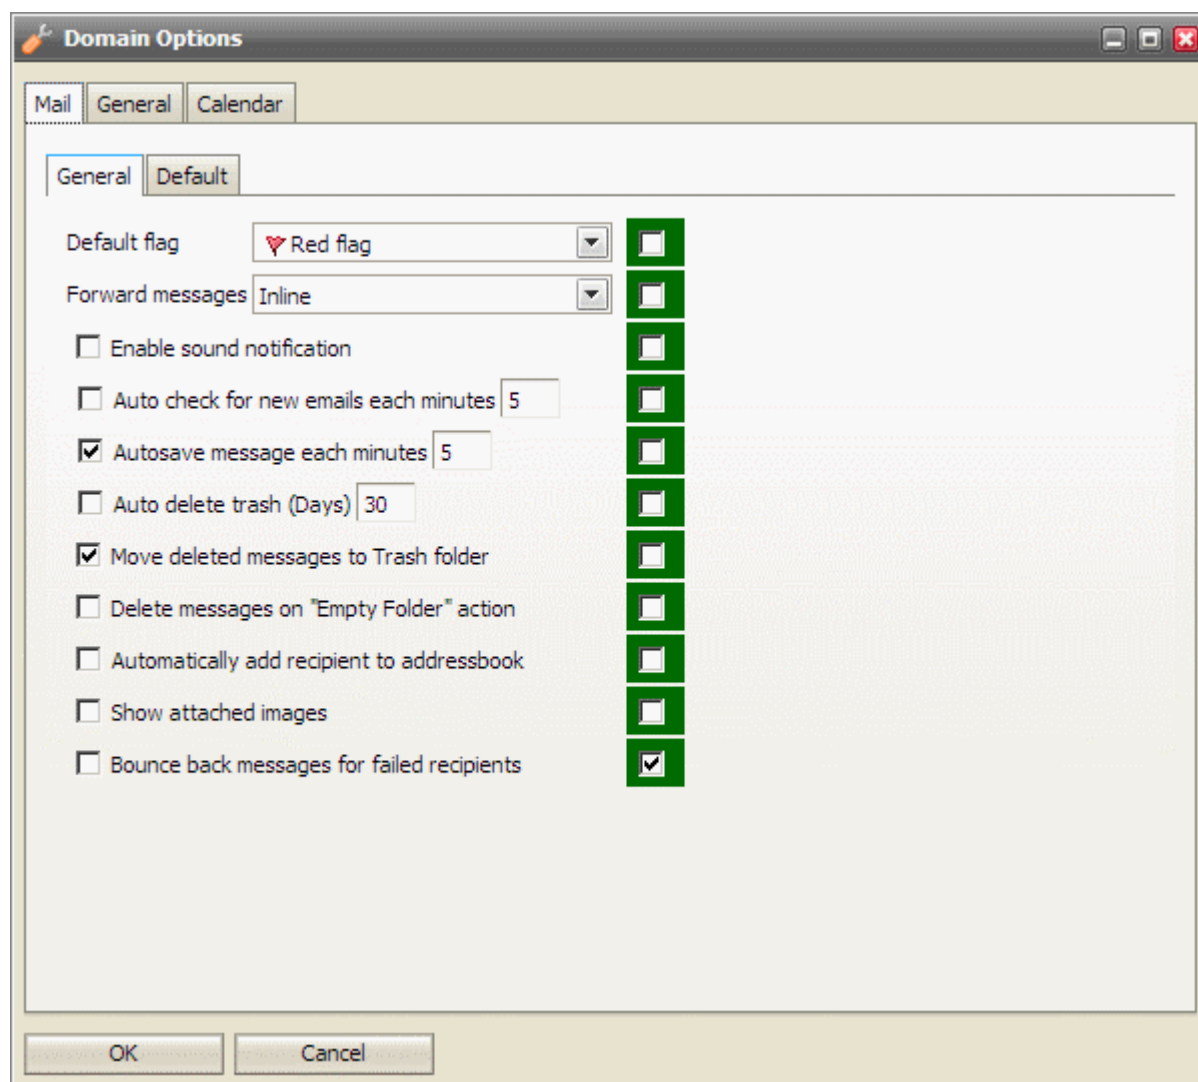 Domain Options
Mail General Calendar
General Default
Default flag Red flag
Forward messages Inline
Enable sound notification
Auto check for new emails each minutes 5
Autosave message each minutes 5
Auto delete trash (Days) 30
Move deleted messages to Trash folder
Delete messages on "Empty Folder" action
Automatically add recipient to addressbook
Show attached images
Bounce back messages for failed recipients
OK Cancel